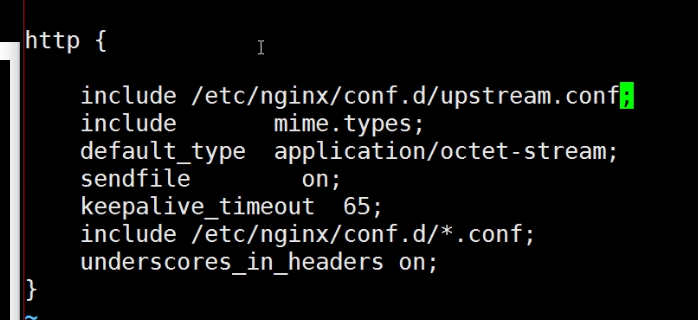 http {
include /etc/nginx/conf.d/upstream.conf;
include mime.types;
default_type application/octet-stream;
sendfile on;
keepalive_timeout 65;
include /etc/nginx/conf.d/*.conf;
underscores_in_headers on;
}
~